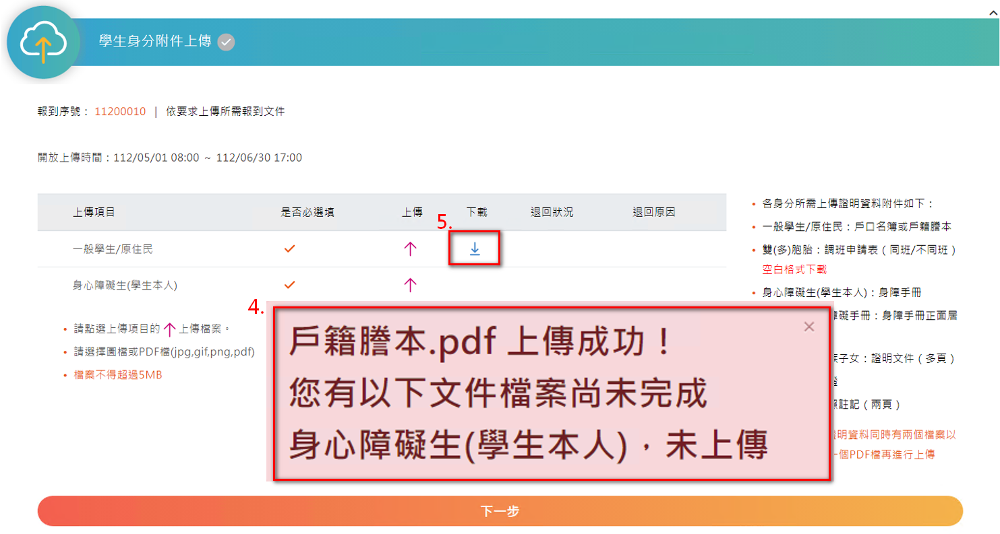 學生身分附件上傳
報到序號： 11200010 | 依要求上傳所需報到文件
開放上傳時間：112/05/01 08:00 ~ 112/06/30 17:00
上傳項目 是否必選填 上傳 下載 退回狀況 退回原因
5.
一般學生/原住民
身心障礙生(學生本人)
請點選上傳項目的 上傳檔案。
請選擇圖檔或PDF檔(jpg,gif,png,pdf)
檔案不得超過5MB
各身分所需上傳證明資料附件如下：
一般學生/原住民：戶口名簿或戶籍謄本
雙(多)胞胎：調班申請表（同班/不同班）
空白格式下載
身心障礙生(學生本人)：身障手冊
礙手冊：身障手冊正面居
子女：證明文件（多頁）
註記（兩頁）
明資料同時有兩個檔案以
一個PDF檔再進行上傳
4.
戶籍謄本.pdf 上傳成功！
您有以下文件檔案尚未完成
身心障礙生(學生本人)，未上傳
下一步